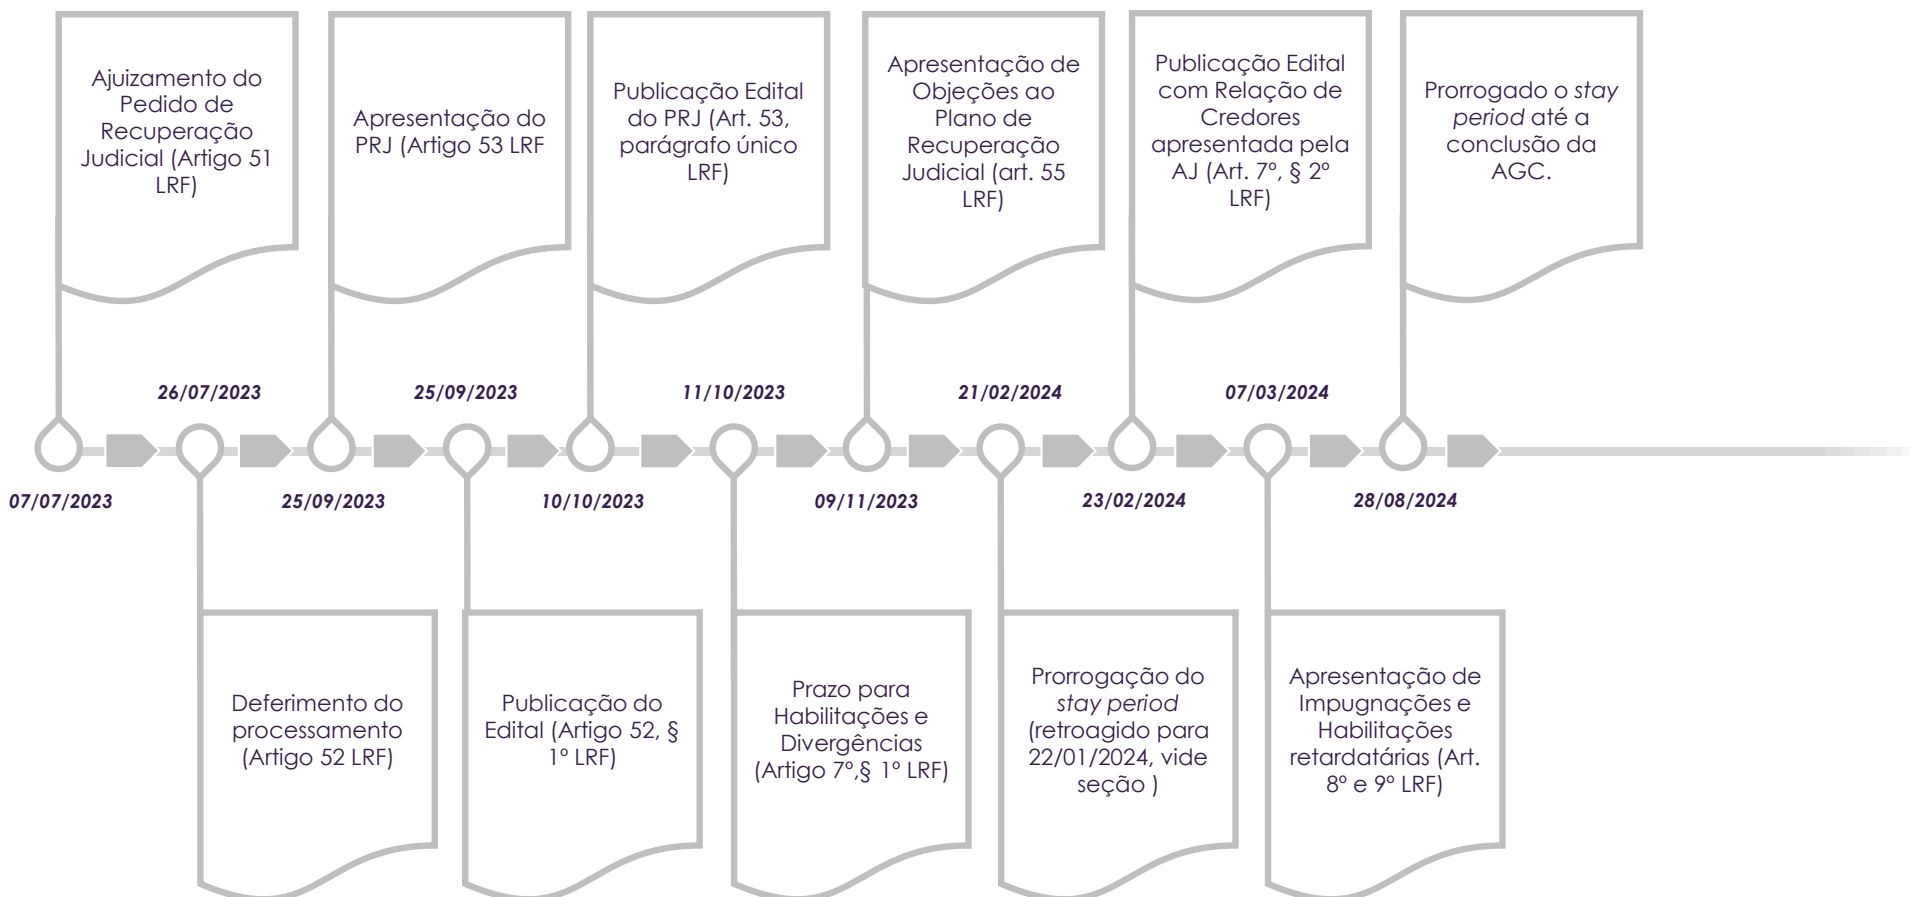 Ajuizamento do
Pedido de
Recuperação
Judicial (Artigo 51
LRF)
Apresentação do
PRJ (Artigo 53 LRF
Publicação Edital
do PRJ (Art. 53,
parágrafo único
LRF)
Apresentação de
Objeções ao
Plano de
Recuperação
Judicial (art. 55
LRF)
Publicação Edital
com Relação de
Credores
apresentada pela
AJ (Art. 7º, § 2º
LRF)
Prorrogado o stay
period até a
conclusão da
AGC.
26/07/2023
25/09/2023
11/10/2023
21/02/2024
07/03/2024
07/07/2023
25/09/2023
10/10/2023
09/11/2023
23/02/2024
28/08/2024
Deferimento do
processamento
(Artigo 52 LRF)
Publicação do
Edital (Artigo 52, §
1º LRF)
Prazo para
Habilitações e
Divergências
(Artigo 7º,§ 1º LRF)
Prorrogação do
stay period
(retroagido para
22/01/2024, vide
seção )
Apresentação de
Impugnações e
Habilitações
retardatárias (Art.
8º e 9º LRF)